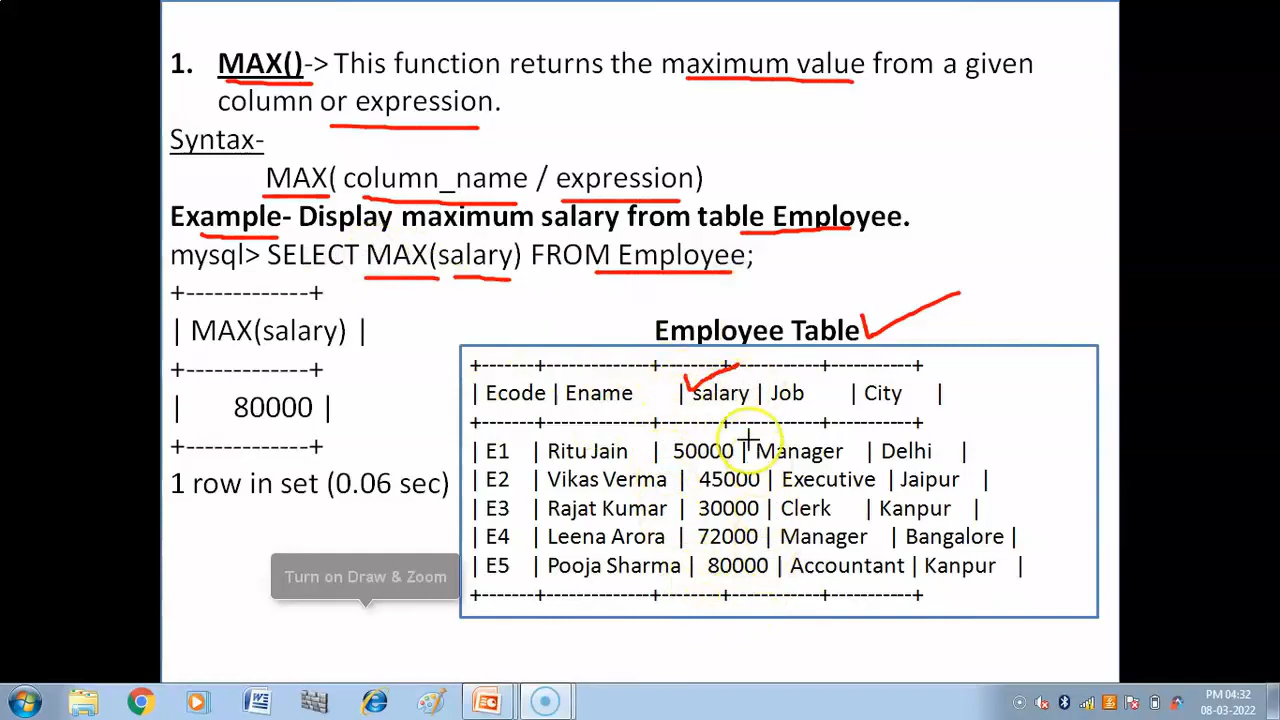 1. MAX()-> This function returns the maximum value from a given
column or expression.
Syntax-
MAX( column_name / expression)
Example- Display maximum salary from table Employee.
mysql> SELECT MAX(salary) FROM Employee;
+-------------+
| MAX(salary) |
+-------------+
| 80000 |
+-------------+
1 row in set (0.06 sec)
Employee Table
+-------+--------------+--------+-----------+-----------+
| Ecode | Ename | salary | Job | City |
+-------+--------------+--------+-----------+-----------+
| E1 | Ritu Jain | 50000 | Manager | Delhi |
| E2 | Vikas Verma | 45000 | Executive | Jaipur |
| E3 | Rajat Kumar | 30000 | Clerk | Kanpur |
| E4 | Leena Arora | 72000 | Manager | Bangalore |
| E5 | Pooja Sharma | 80000 | Accountant | Kanpur |
+-------+--------------+--------+-----------+-----------+
Turn on Draw & Zoom
PM 04:32
08-03-2022